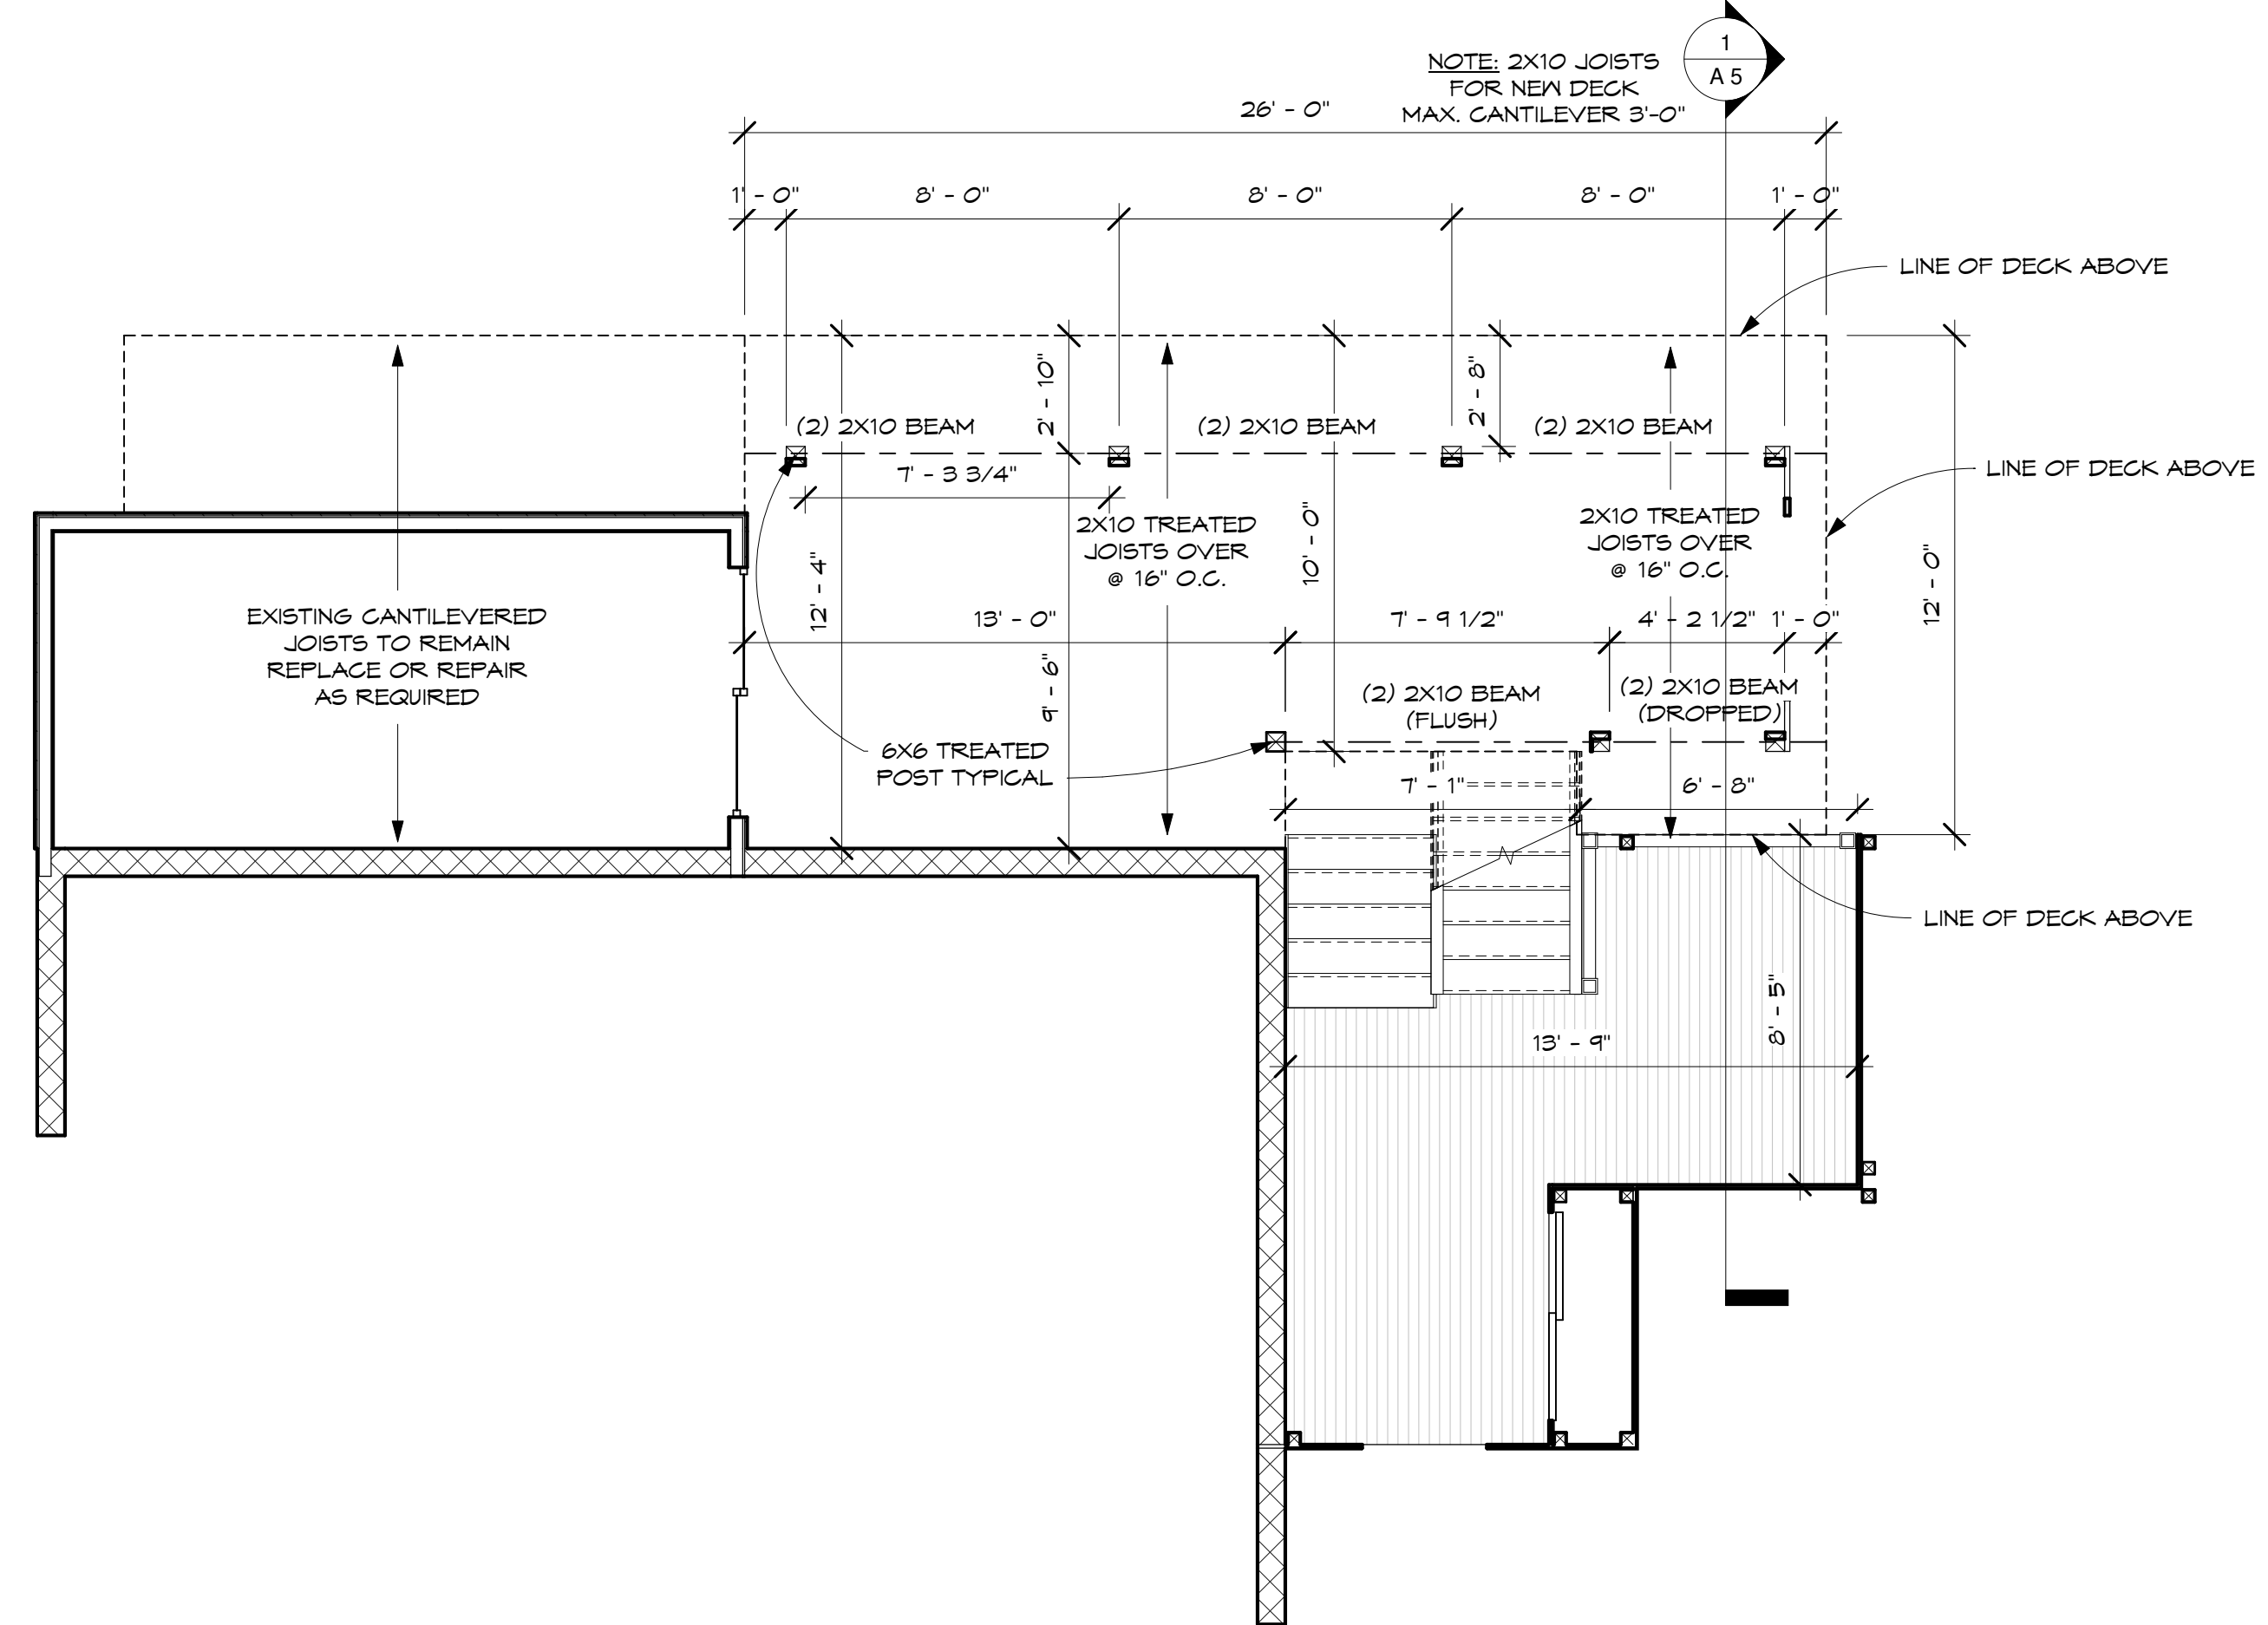 1
A 5
NOTE: 2X10 JOISTS
FOR NEW DECK
MAX. CANTILEVER 3'-0"
26' - 0"
1' - 0"
8' - 0"
8' - 0"
8' - 0"
1' - 0"
LINE OF DECK ABOVE
2' - 10"
2' - 8"
(2) 2X10 BEAM
(2) 2X10 BEAM
(2) 2X10 BEAM
LINE OF DECK ABOVE
7' - 3 3/4"
2X10 TREATED
JOISTS OVER
@ 16" O.C.
10' - 0"
2X10 TREATED
JOISTS OVER
@ 16" O.C.
12' - 4"
12' - 0"
EXISTING CANTILEVERED
JOISTS TO REMAIN
REPLACE OR REPAIR
AS REQUIRED
13' - 0"
7' - 9 1/2"
4' - 2 1/2"
1' - 0"
9' - 6"
(2) 2X10 BEAM
(FLUSH)
(2) 2X10 BEAM
(DROPPED)
6X6 TREATED
POST TYPICAL
7' - 1"
6' - 8"
LINE OF DECK ABOVE
8' - 5"
13' - 9"